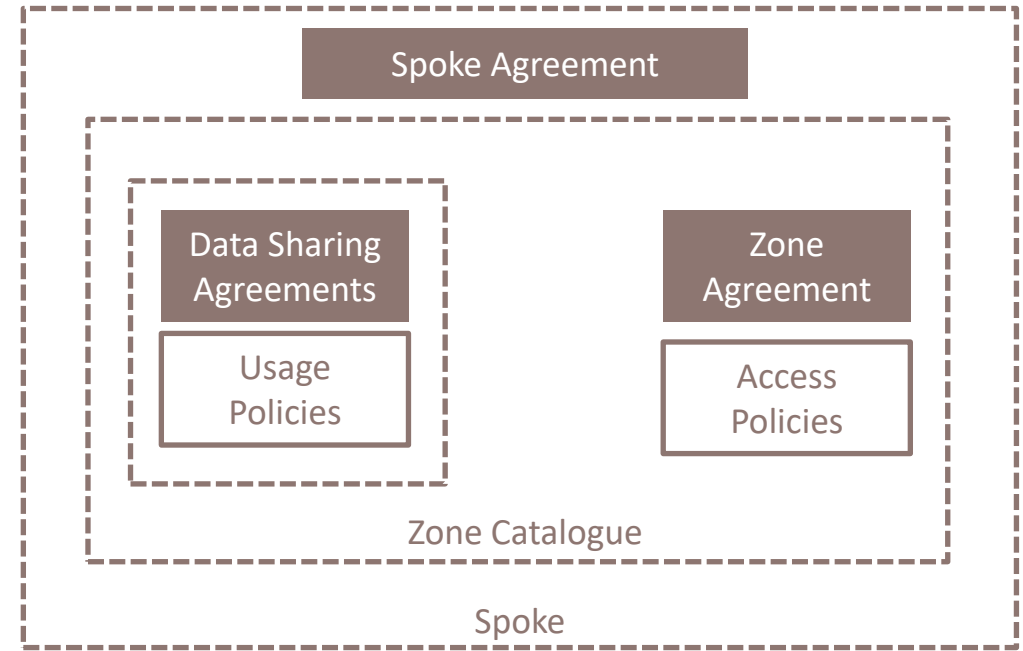 Spoke Agreement
Data Sharing
Agreements
Usage
Policies
Zone
Agreement
Access
Policies
Zone Catalogue
Spoke